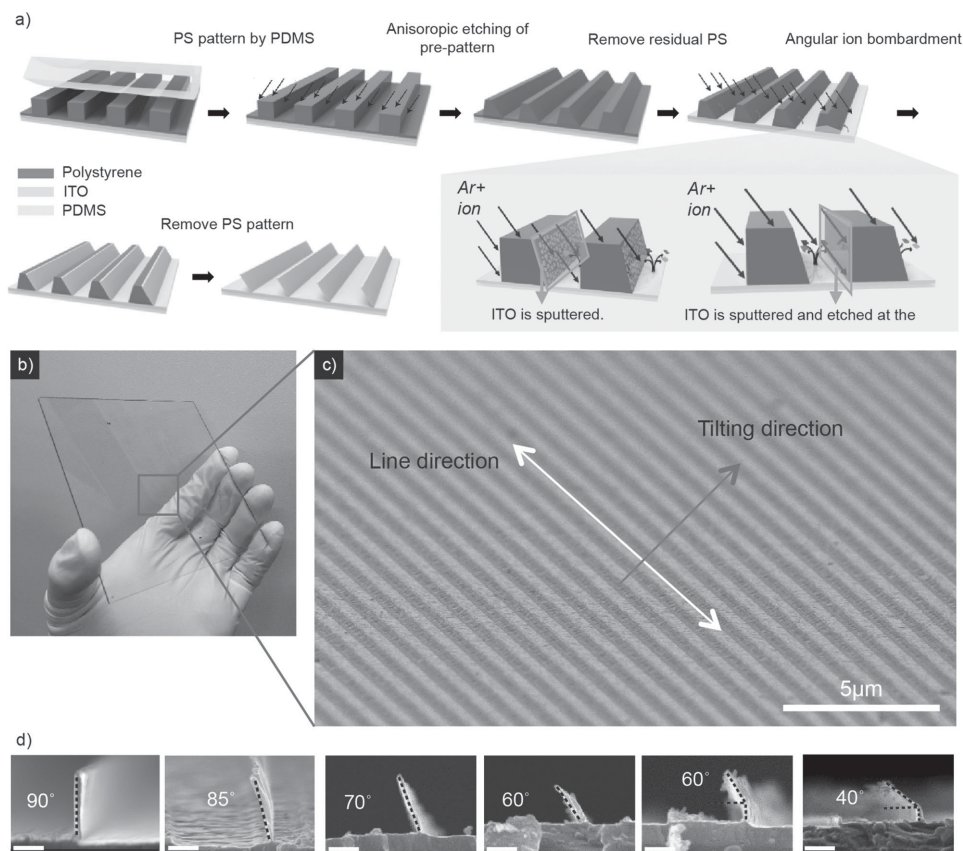 a)
PS pattern by PDMS
Anisoropic etching of
pre-pattern
Remove residual PS
Angular ion bombardment
Polystyrene
ITO
PDMS
Remove PS pattern
Ar+
ion
Ar+
ion
ITO is sputtered.
ITO is sputtered and etched at the
b)
c)
Line direction
Tilting direction
5μm
d)
90°
85°
70°
60°
60°
40°